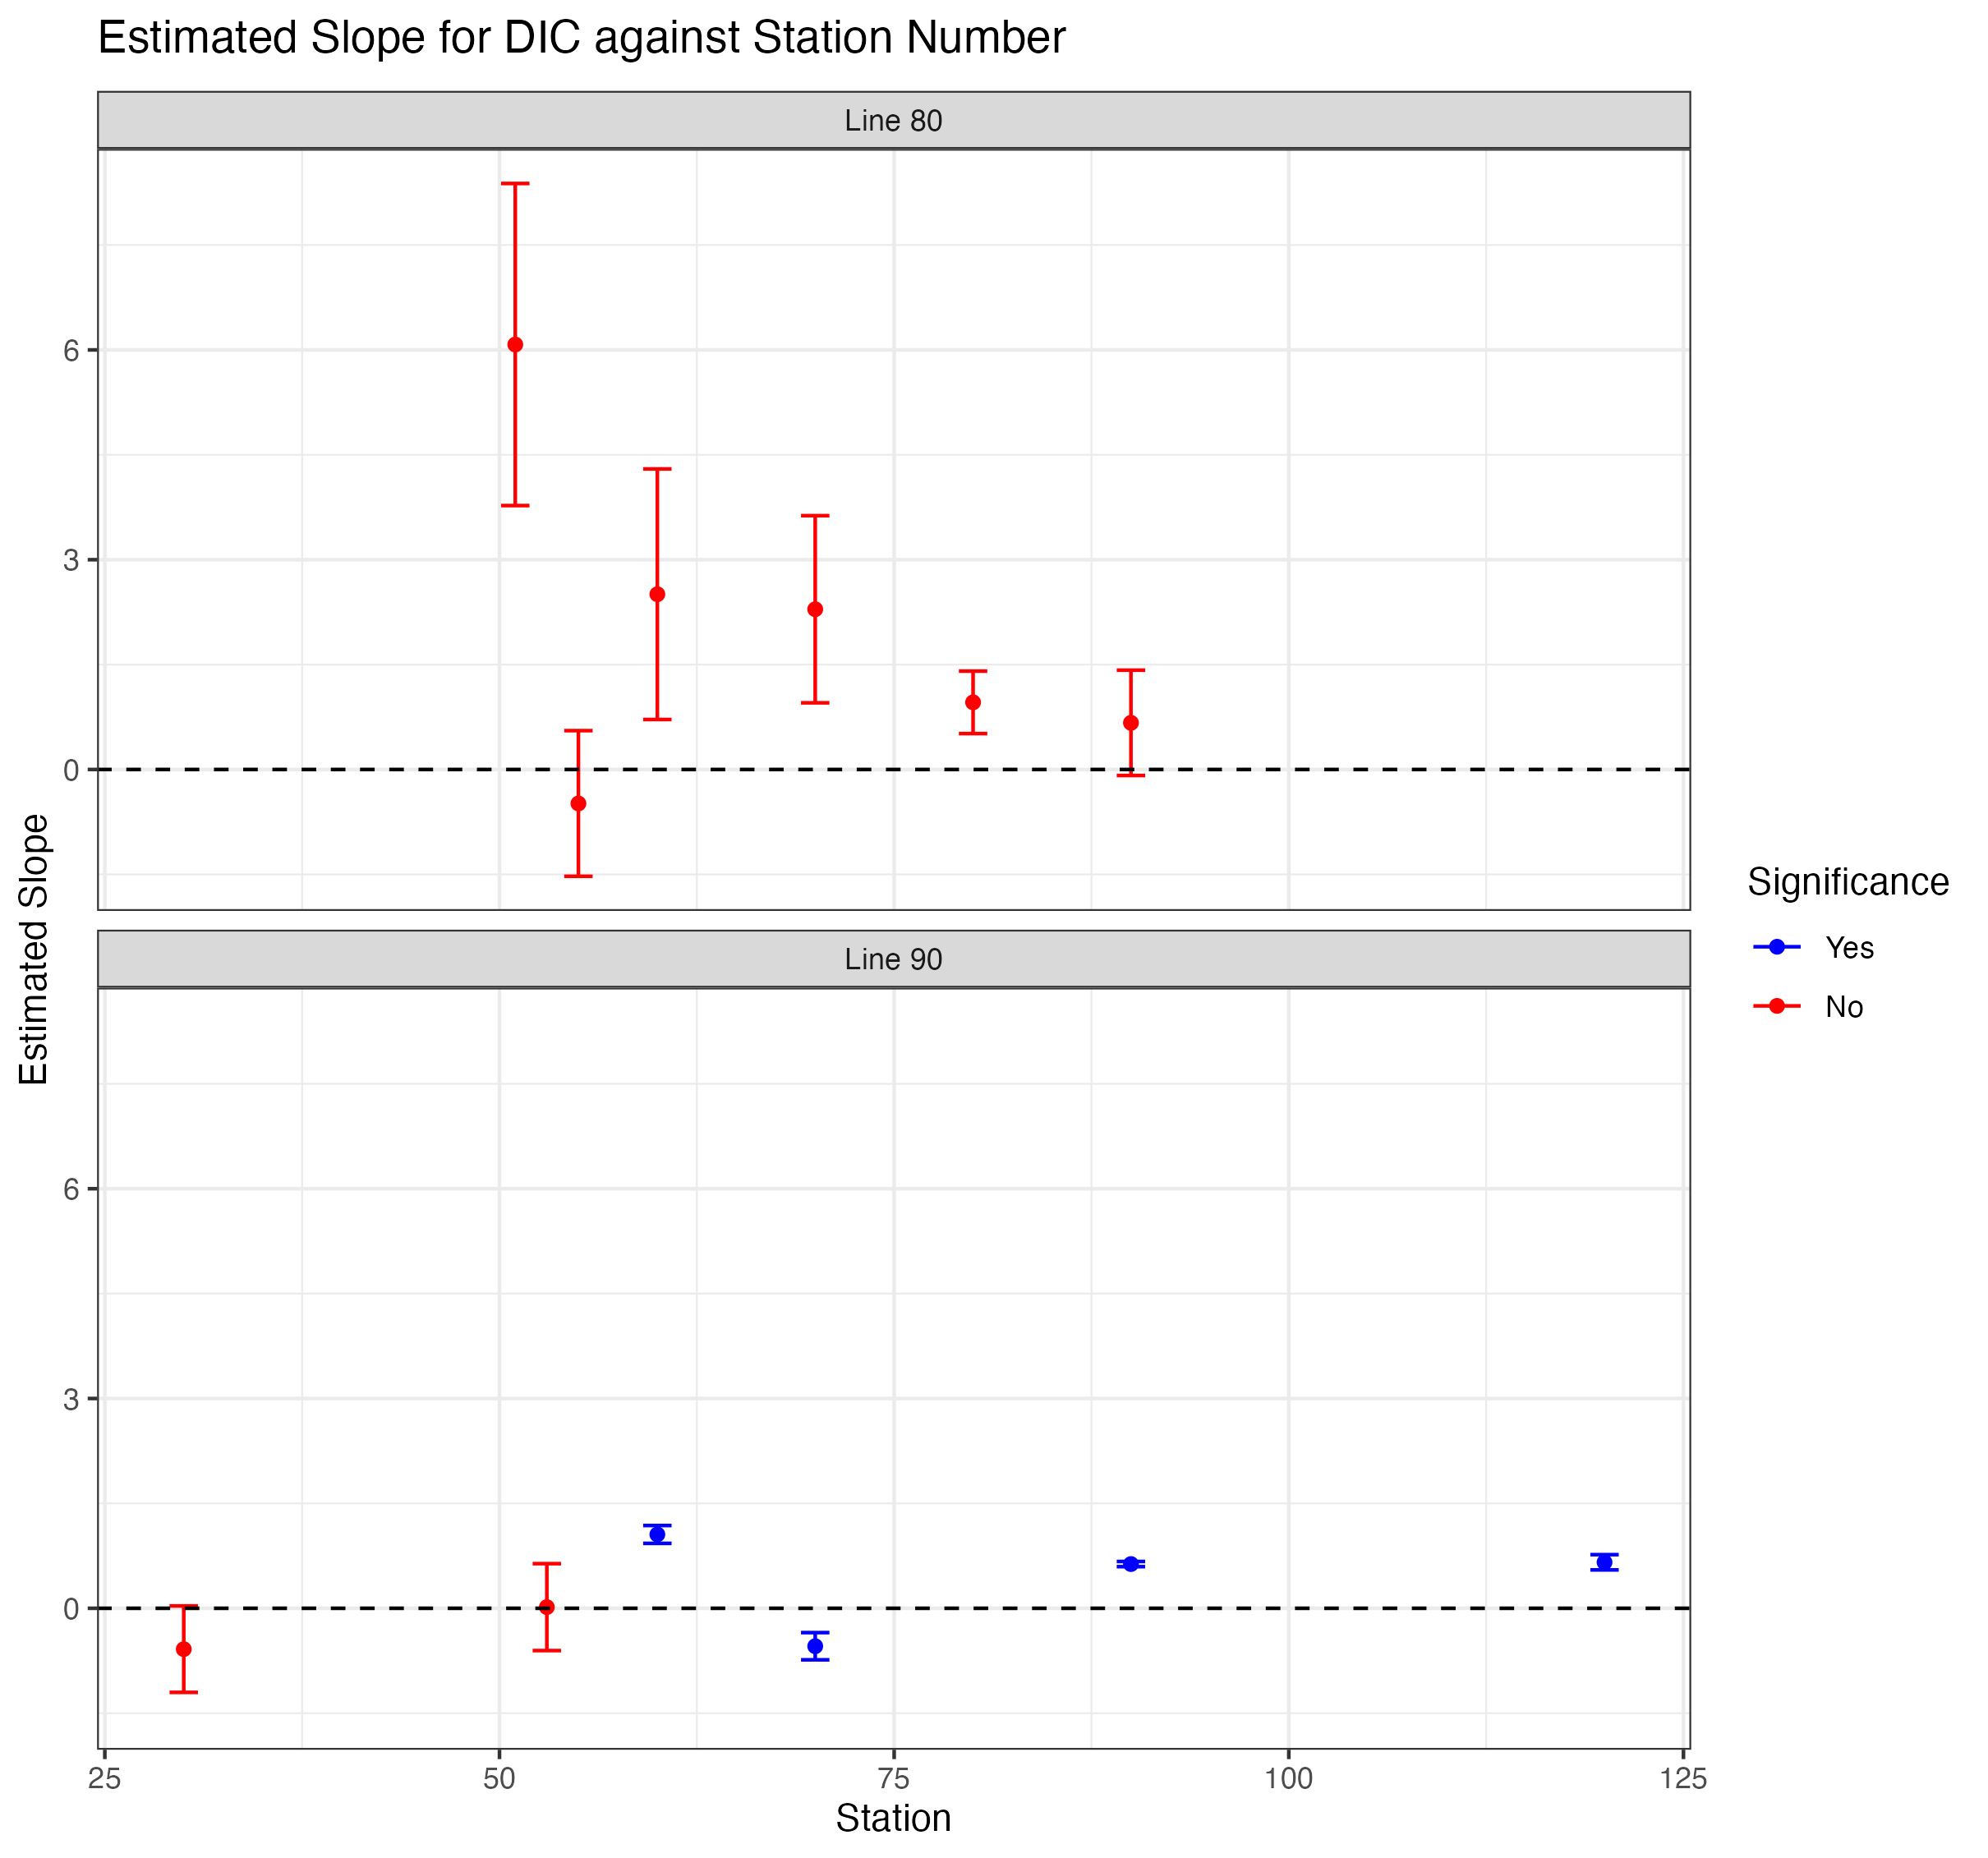 Estimated Slope for DIC against Station Number
Line 80
6
3
0
Line 90
6
3
0
25 50 75 100 125
Station
Estimated Slope
Significance
Yes
No